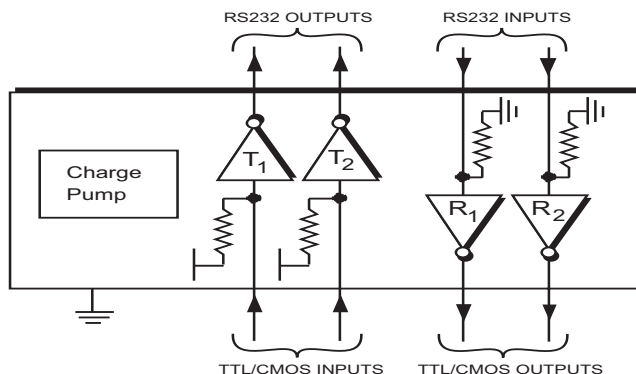 RS232 OUTPUTS
RS232 INPUTS
Charge
Pump
T1
T2
R1
R2
TTL/CMOS INPUTS
TTL/CMOS OUTPUTS